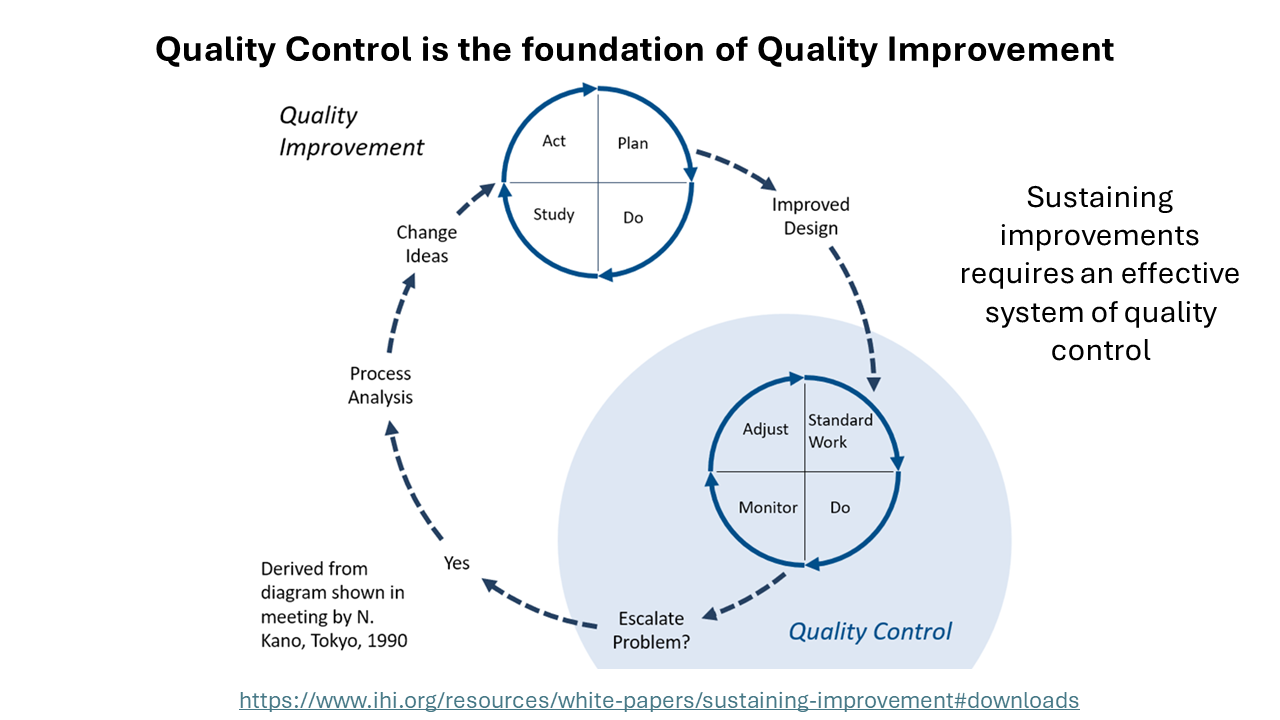 Quality Control is the foundation of Quality Improvement
Quality
Improvement
Act
Plan
Study
Do
Improved
Design
Change
Ideas
Sustaining
improvements
requires an effective
system of quality
control
Process
Analysis
Adjust
Standard
Work
Monitor
Do
Yes
Escalate
Problem?
Quality Control
Derived from
diagram shown in
meeting by N.
Kano, Tokyo, 1990
https://www.ihi.org/resources/white-papers/sustaining-improvement#downloads